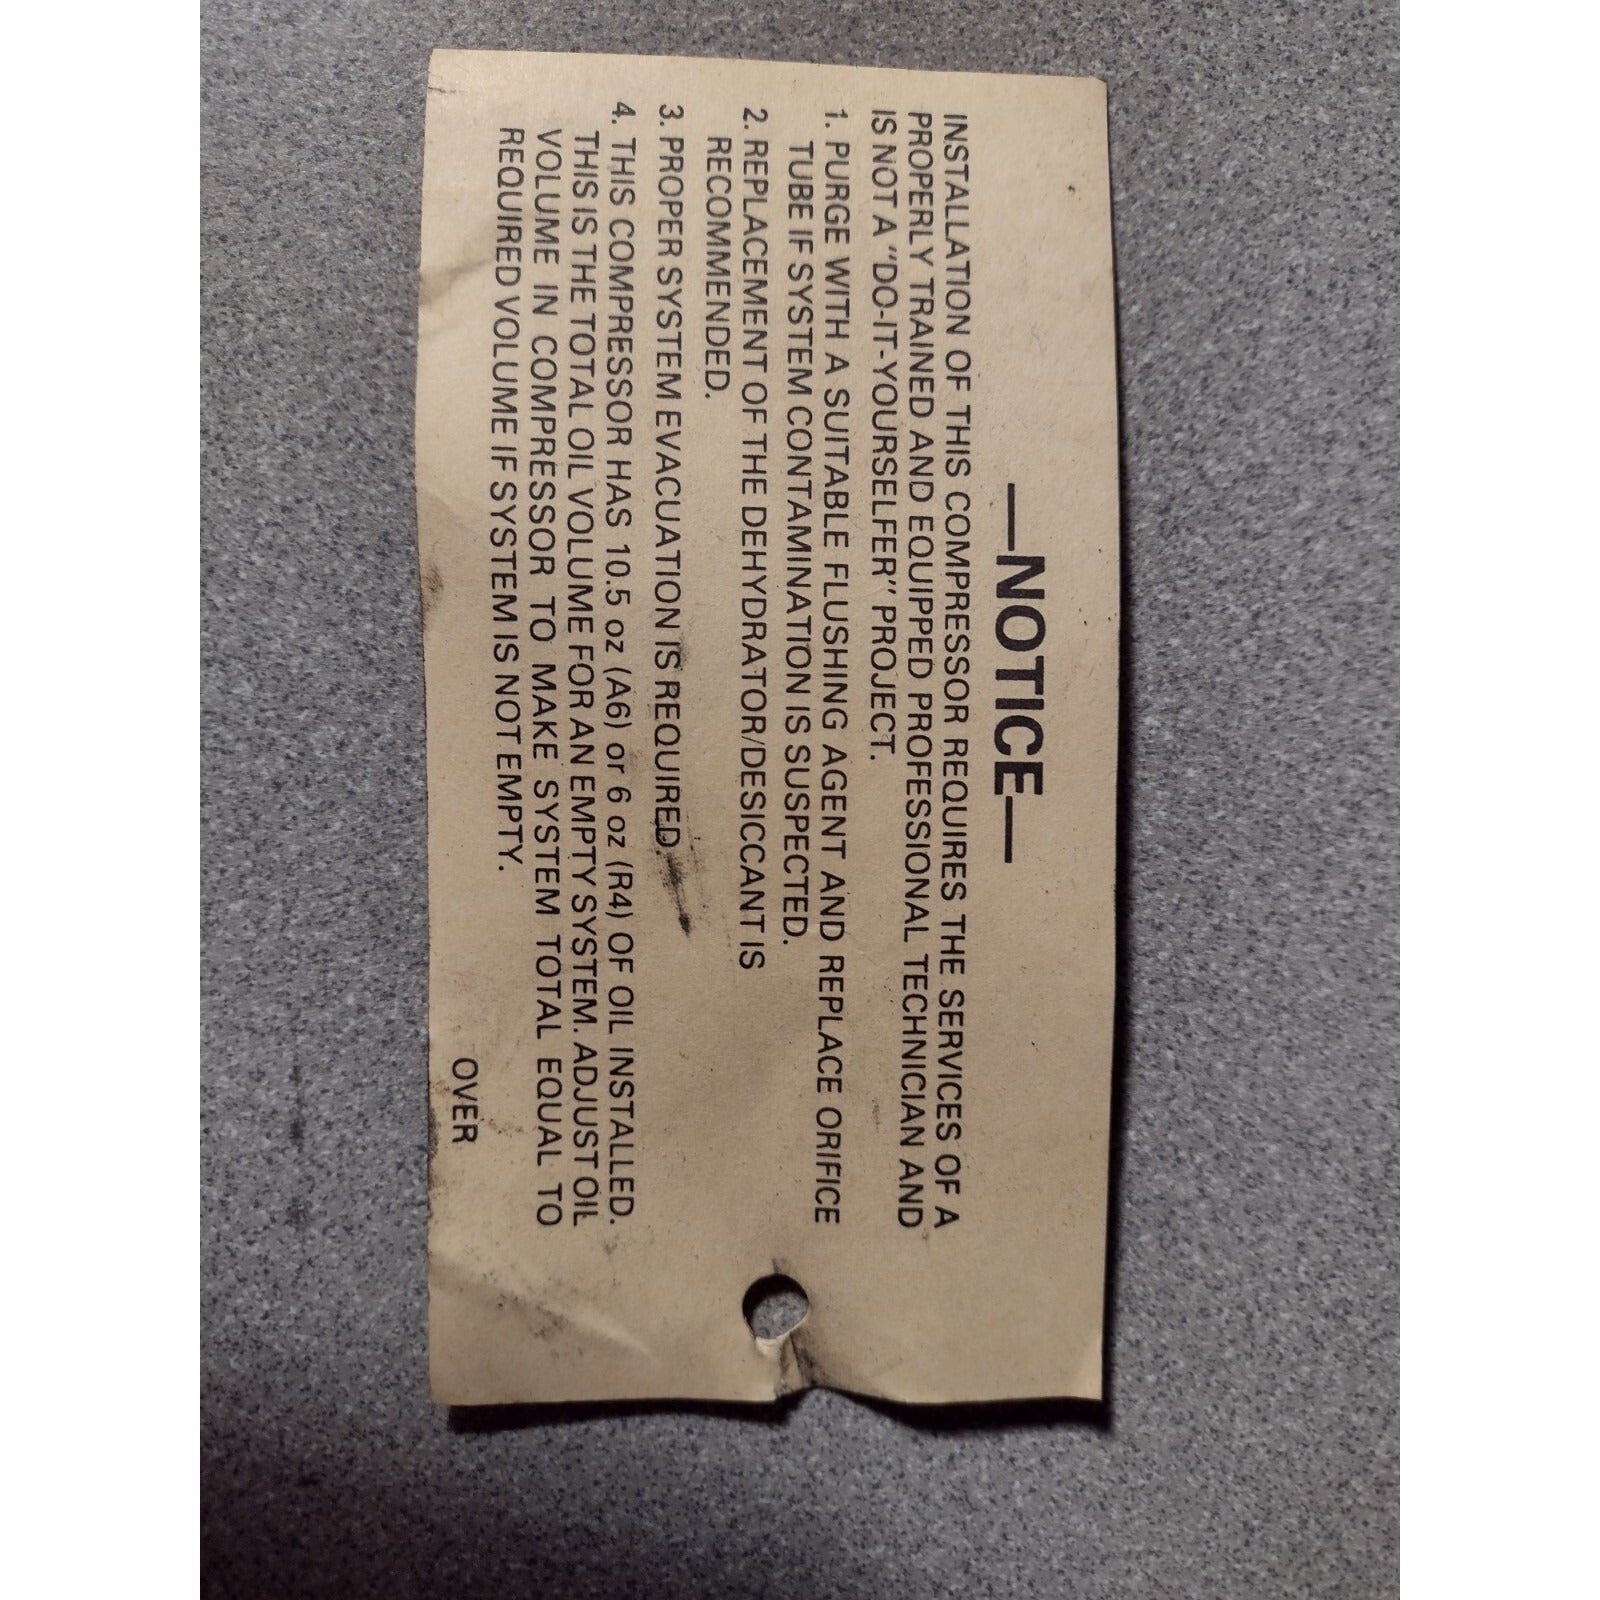 —NOTICE—
INSTALLATION OF THIS COMPRESSOR REQUIRES THE SERVICES OF A
PROPERLY TRAINED AND EQUIPPED PROFESSIONAL TECHNICIAN AND
IS NOT A "DO-IT-YOURSELFER" PROJECT.
1. PURGE WITH A SUITABLE FLUSHING AGENT AND REPLACE ORIFICE
TUBE IF SYSTEM CONTAMINATION IS SUSPECTED.
2. REPLACEMENT OF THE DEHYDRATOR/DESICCANT IS
RECOMMENDED.
3. PROPER SYSTEM EVACUATION IS REQUIRED.
4. THIS COMPRESSOR HAS 10.5 oz (A6) or 6 oz (R4) OF OIL INSTALLED.
THIS IS THE TOTAL OIL VOLUME FOR AN EMPTY SYSTEM. ADJUST OIL
VOLUME IN COMPRESSOR TO MAKE SYSTEM TOTAL EQUAL TO
REQUIRED VOLUME IF SYSTEM IS NOT EMPTY.
OVER